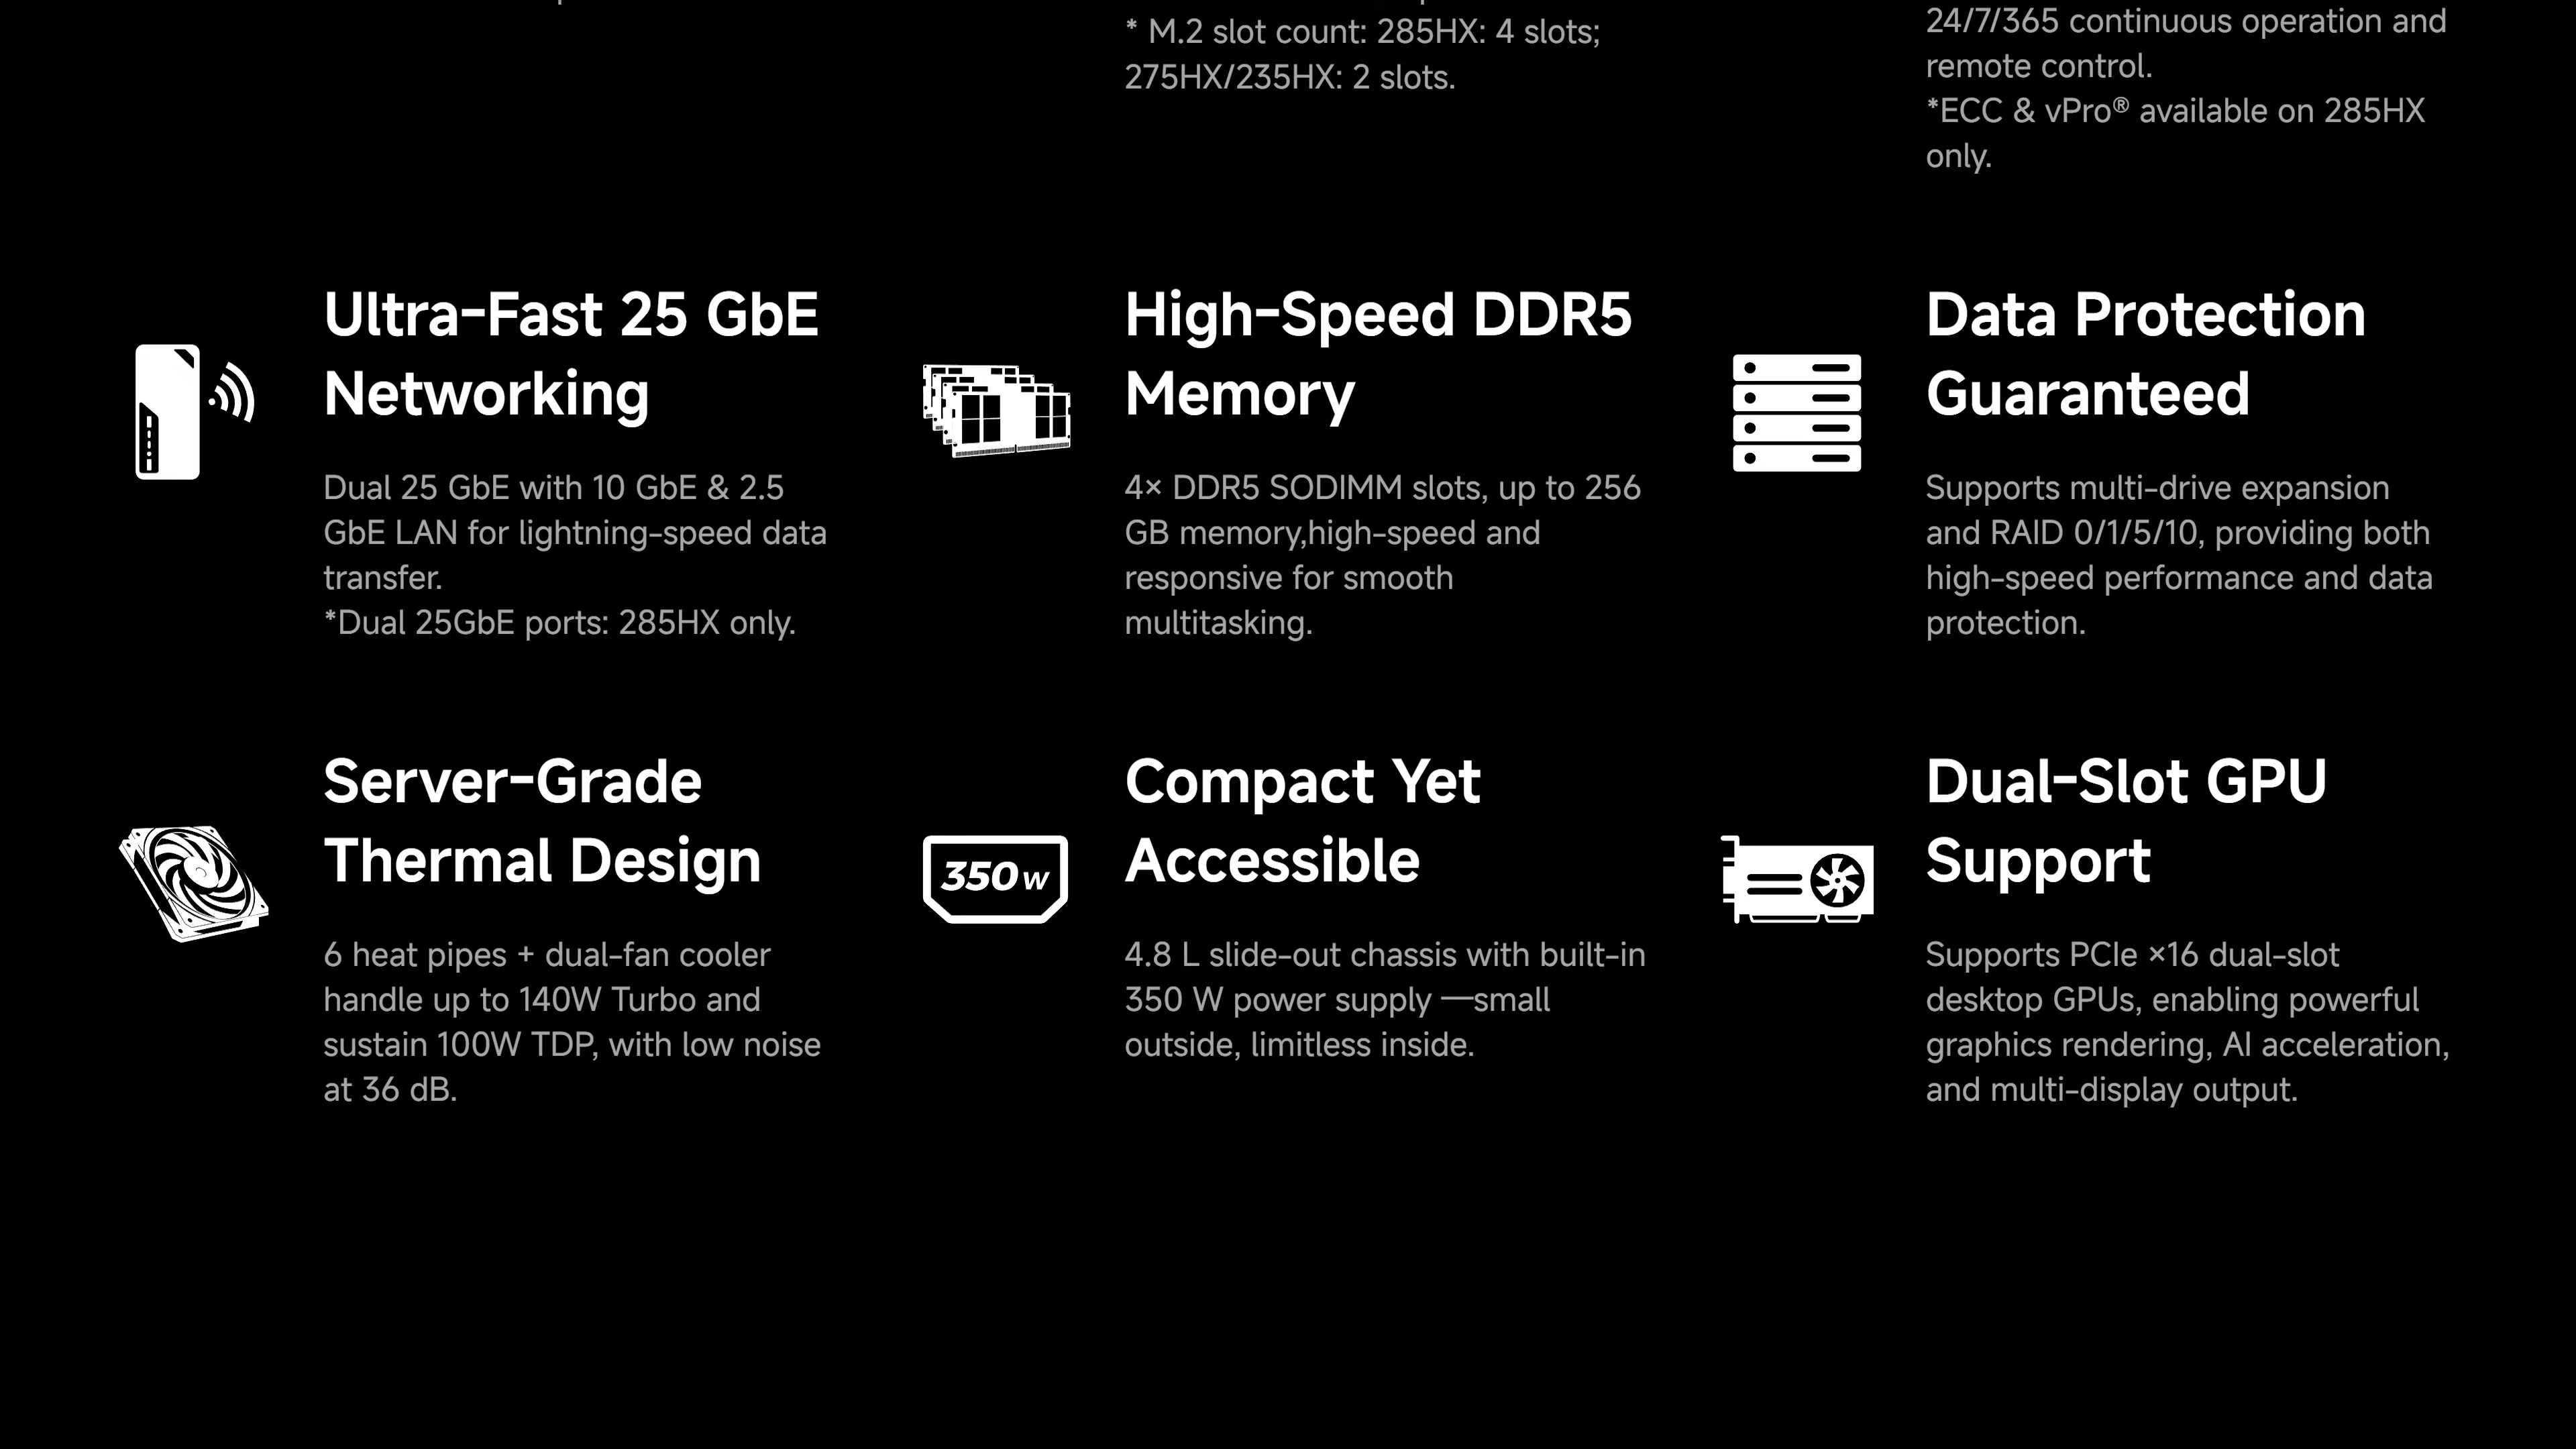 * M.2 slot count: 285HX: 4 slots;
275HX/235HX: 2 slots.
24/7/365 continuous operation and
remote control.
*ECC & vPro® available on 285HX
only.
Ultra-Fast 25 GbE
Networking
Dual 25 GbE with 10 GbE & 2.5
GbE LAN for lightning-speed data
transfer.
*Dual 25GbE ports: 285HX only.
High-Speed DDR5
Memory
4× DDR5 SODIMM slots, up to 256
GB memory,high-speed and
responsive for smooth
multitasking.
Data Protection
Guaranteed
Supports multi-drive expansion
and RAID 0/1/5/10, providing both
high-speed performance and data
protection.
Server-Grade
Thermal Design
6 heat pipes + dual-fan cooler
handle up to 140W Turbo and
sustain 100W TDP, with low noise
at 36 dB.
350 W
Compact Yet
Accessible
4.8 L slide-out chassis with built-in
350 W power supply —small
outside, limitless inside.
Dual-Slot GPU
Support
Supports PCIe ×16 dual-slot
desktop GPUs, enabling powerful
graphics rendering, AI acceleration,
and multi-display output.